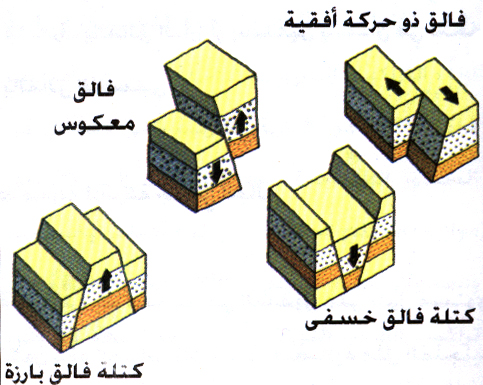 فالق ذو حركة أفقية
فالق
معكوس
كتلة فالق خسفى
كتلة فالق بارزة